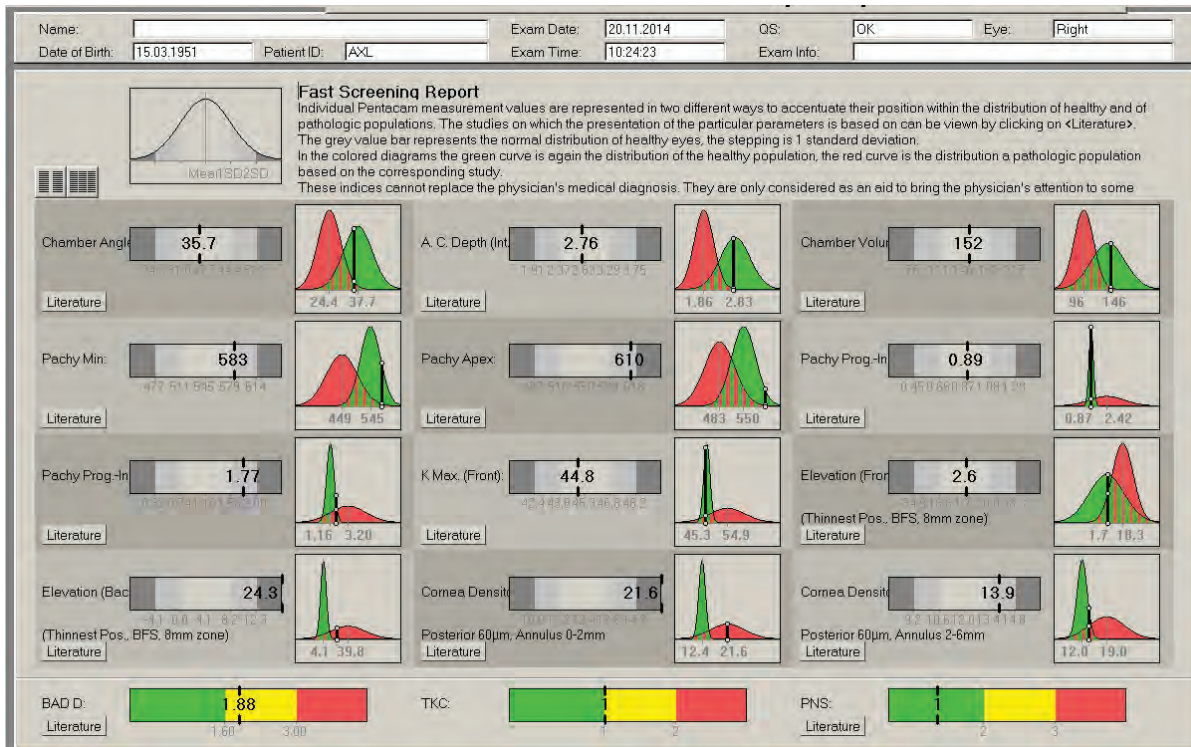 Name: Exam Date: 20.11.2014 QS: OK Eye: Right
Date of Birth: 15.03.1951 Patient ID: AXL Exam Time: 10:24:23 Exam Info:
Fast Screening Report
Individual Pentacam measurement values are represented in two different ways to accentuate their position within the distribution of healthy and of
pathologic populations. The studies on which the presentation of the particular parameters is based on can be viewn by clicking on <Literature>.
The grey value bar represents the normal distribution of healthy eyes, the stepping is 1 standard deviation.
In the colored diagrams the green curve is again the distribution of the healthy population, the red curve is the distribution a pathologic population
based on the corresponding study.
These indices cannot replace the physician's medical diagnosis. They are only considered as an aid to bring the physician's attention to some
Chamber Angle 35.7 A. C. Depth (Int. 2.76 Chamber Volu 152
Literature 24.4 37.7 Literature 1.86 2.83 Literature 96 146
Pachy Min: 583 Pachy Apex: 610 Pachy Prog.-In 0.89
477 511 545 579 614
Literature 449 545 Literature 483 550 Literature 0.87 2.42
Pachy Prog.-In 1.77 K Max. (Front): 44.8 Elevation (Fron 2.6
(Thinnest Pos., BFS, 8mm zone)
Literature 1.16 3.20 Literature 45.3 54.9 Literature 1.7 18.3
Elevation (Bac 24.3 Cornea Densit 21.6 Cornea Densit 13.9
-4.1 0.0 4.1 8.2 12.3
(Thinnest Pos., BFS, 8mm zone) Posterior 60µm, Annulus 0-2mm Posterior 60µm, Annulus 2-6mm
Literature 4.1 39.8 Literature 12.4 21.6 Literature 12.0 19.0
BAD D: 1.88 TKC: 1 PNS: 1
Literature 1.60 3.00 1 2 Literature 2 3